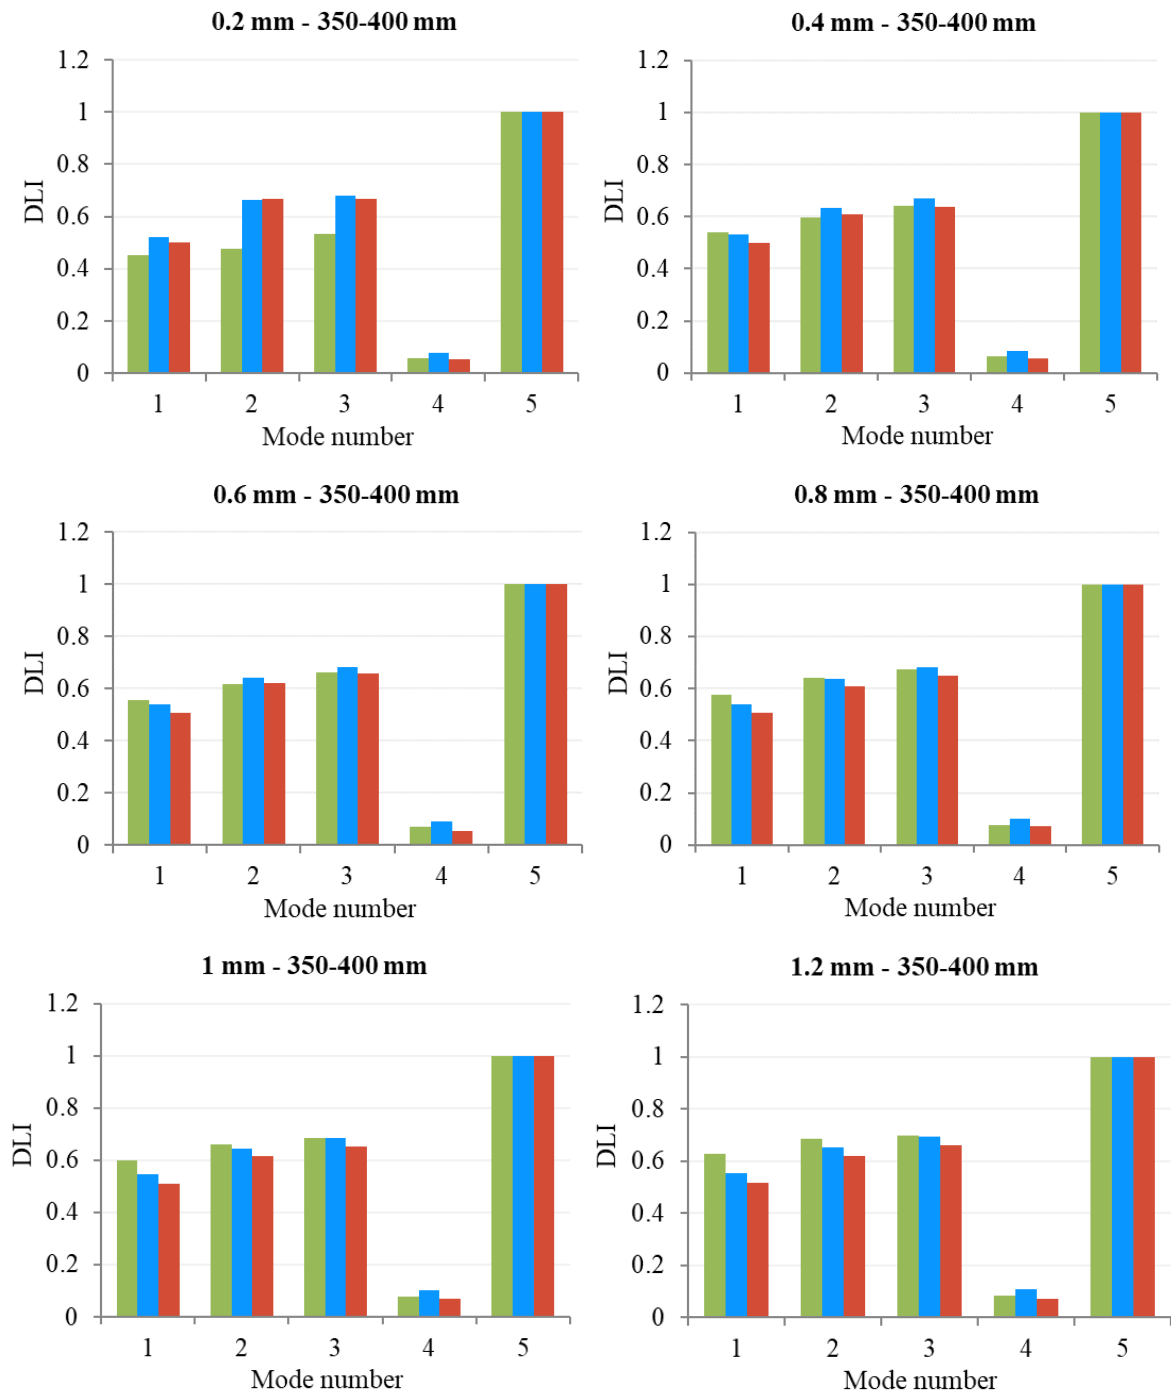 0.2 mm - 350-400 mm
1.2
1
0.8
0.6
0.4
0.2
0
DLI
1 2 3 4 5
Mode number
0.4 mm - 350-400 mm
1.2
1
0.8
0.6
0.4
0.2
0
DLI
1 2 3 4 5
Mode number
0.6 mm - 350-400 mm
1.2
1
0.8
0.6
0.4
0.2
0
DLI
1 2 3 4 5
Mode number
0.8 mm - 350-400 mm
1.2
1
0.8
0.6
0.4
0.2
0
DLI
1 2 3 4 5
Mode number
1 mm - 350-400 mm
1.2
1
0.8
0.6
0.4
0.2
0
DLI
1 2 3 4 5
Mode number
1.2 mm - 350-400 mm
1.2
1
0.8
0.6
0.4
0.2
0
DLI
1 2 3 4 5
Mode number